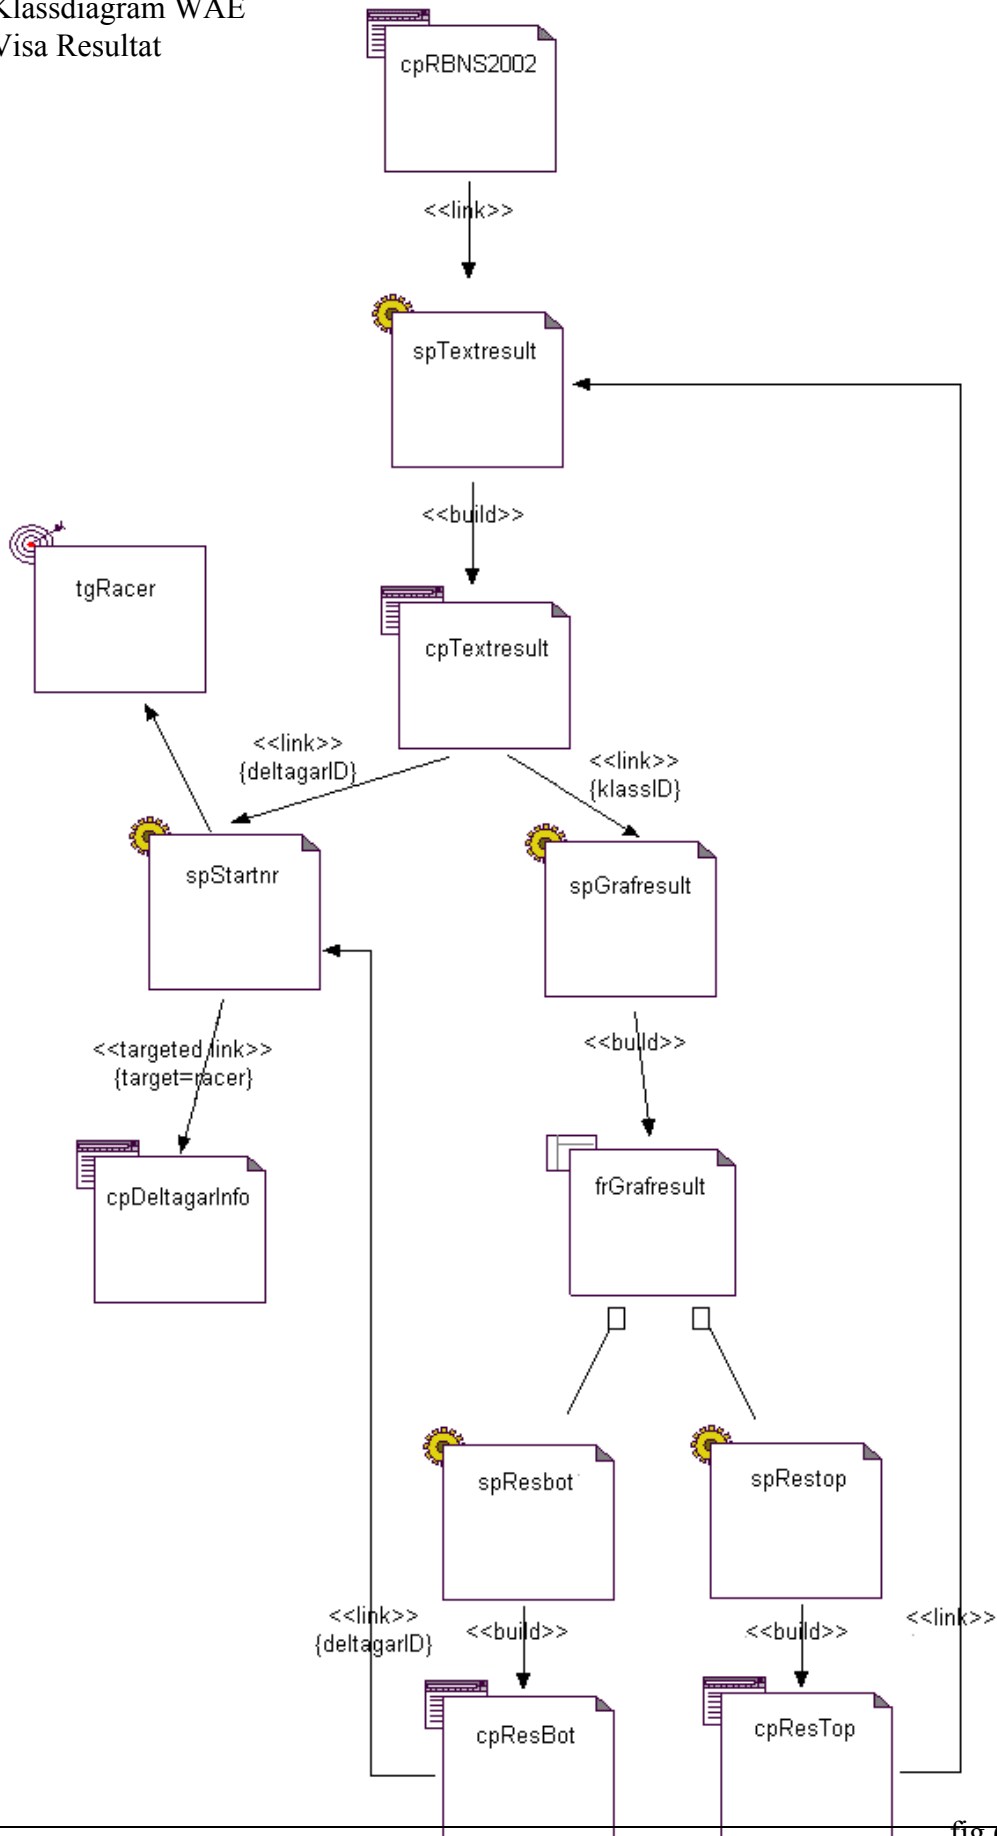 Klassdiagram WAE
Visa Resultat
cpRBNS2002
<<link>>
spTextresult
<<build>>
tgRacer
cpTextresult
<<link>>
{deltagarID}
<<link>>
{klassID}
spStartnr
spGrafresult
<<build>>
<<targeted link>>
{target=racer}
cpDeltagarInfo
frGrafresult
spResbot
spRestop
<<link>>
{deltagarID}
<<build>>
<<build>>
<<link>>
cpResBot
cpResTop
fig